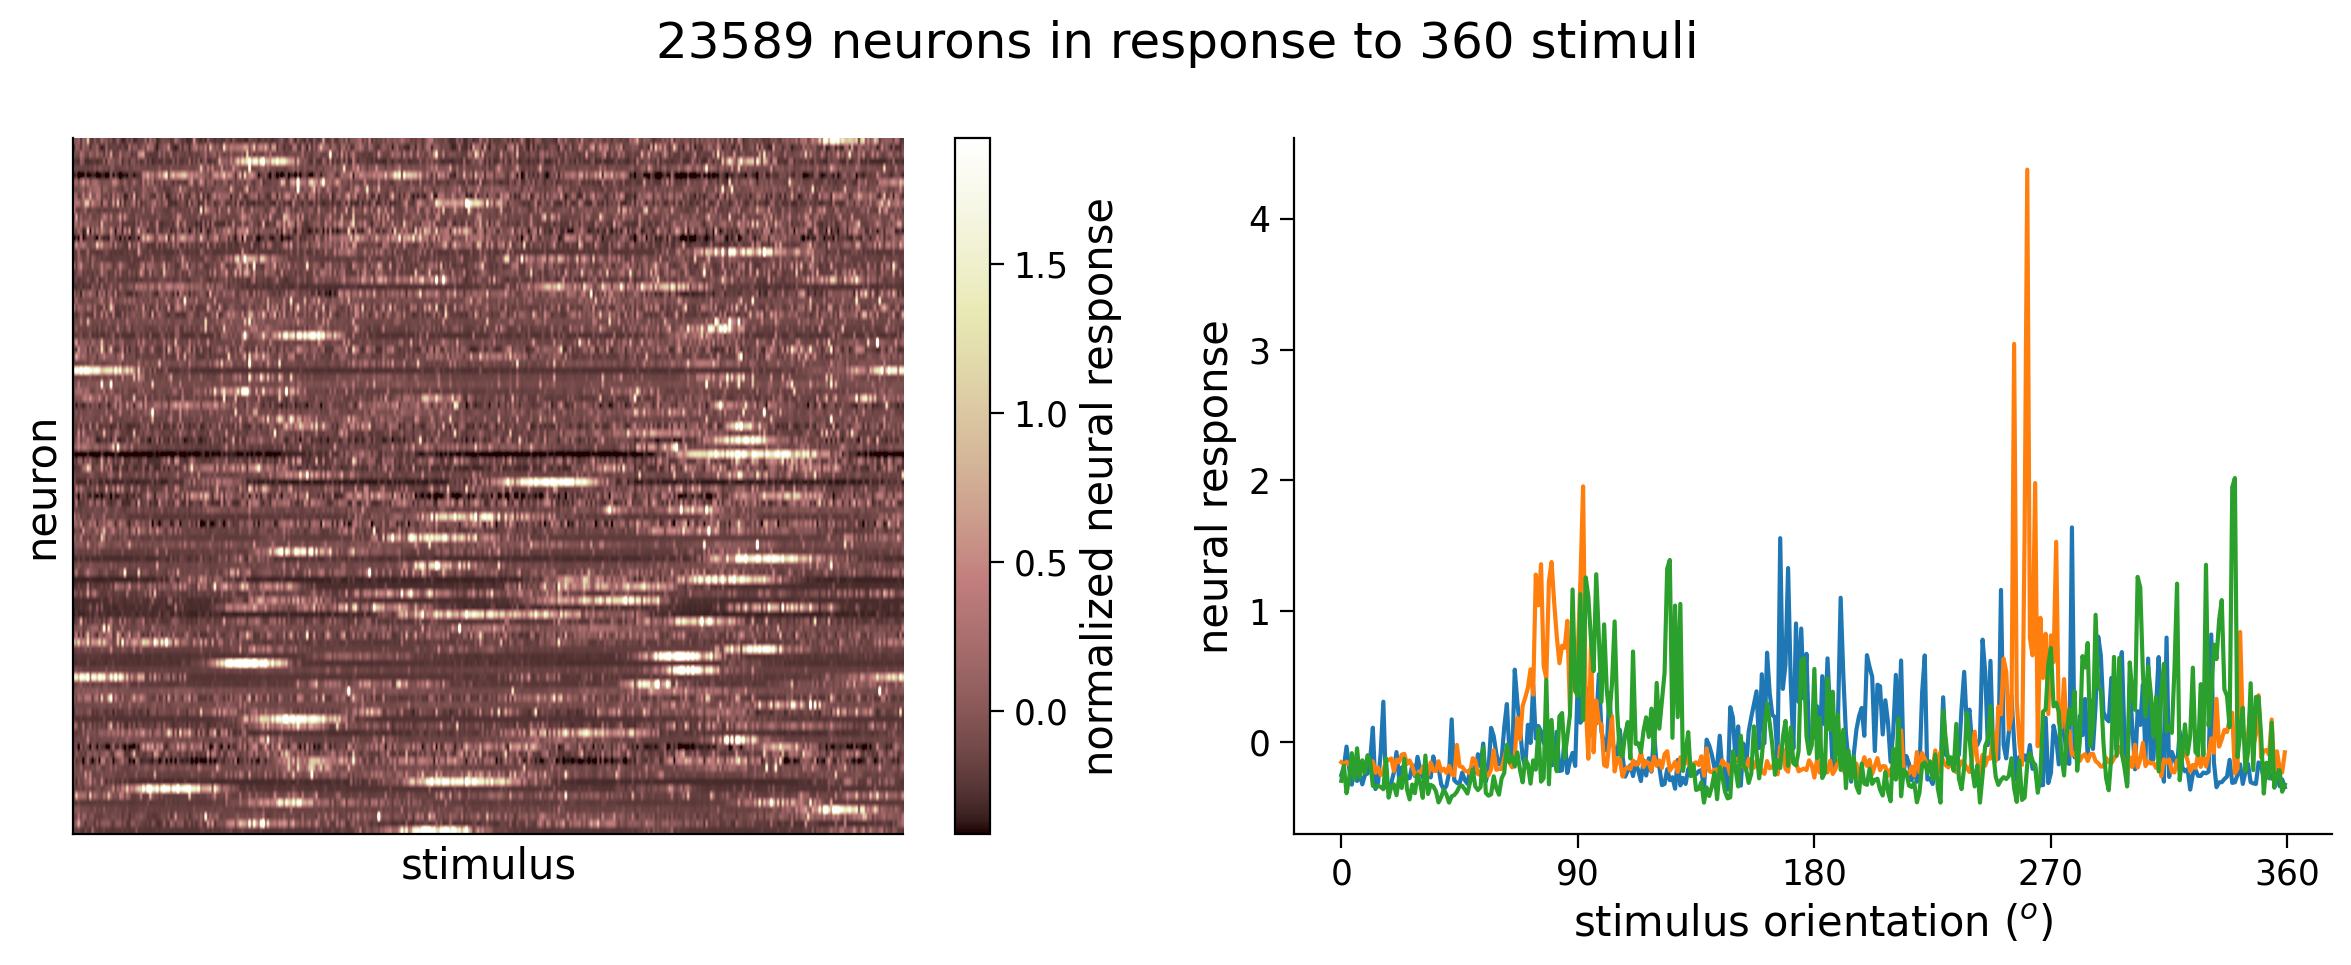 23589 neurons in response to 360 stimuli
neuron
stimulus
1.5
1.0
0.5
0.0
normalized neural response
neural response
4
3
2
1
0
0 90 180 270 360
stimulus orientation (°)